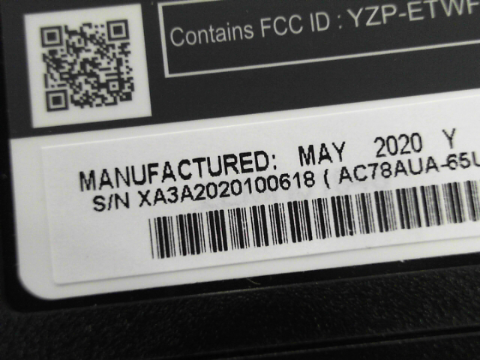 Contains FCC ID : YZP-ETWF
MANUFACTURED: MAY 2020 Y
S/N XA3A2020100618 ( AC78AUA-65U